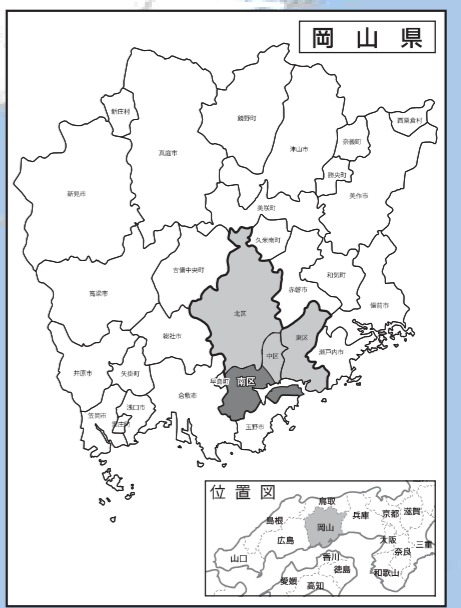 岡山県
新庄村
鏡野町
西粟倉村
真庭市
津山市
奈義町
勝央町
新見市
美作市
美咲町
久米南町
吉備中央町
和気町
高梁市
赤磐市
備前市
北区
総社市
東区
瀬戸内市
中区
井原市
矢掛町
早島町
南区
倉敷市
浅口市
笠岡市
里庄町
玉野市
位置図
鳥取
島根
岡山
兵庫
京都
滋賀
広島
大阪
三重
奈良
山口
香川
徳島
和歌山
愛媛
高知